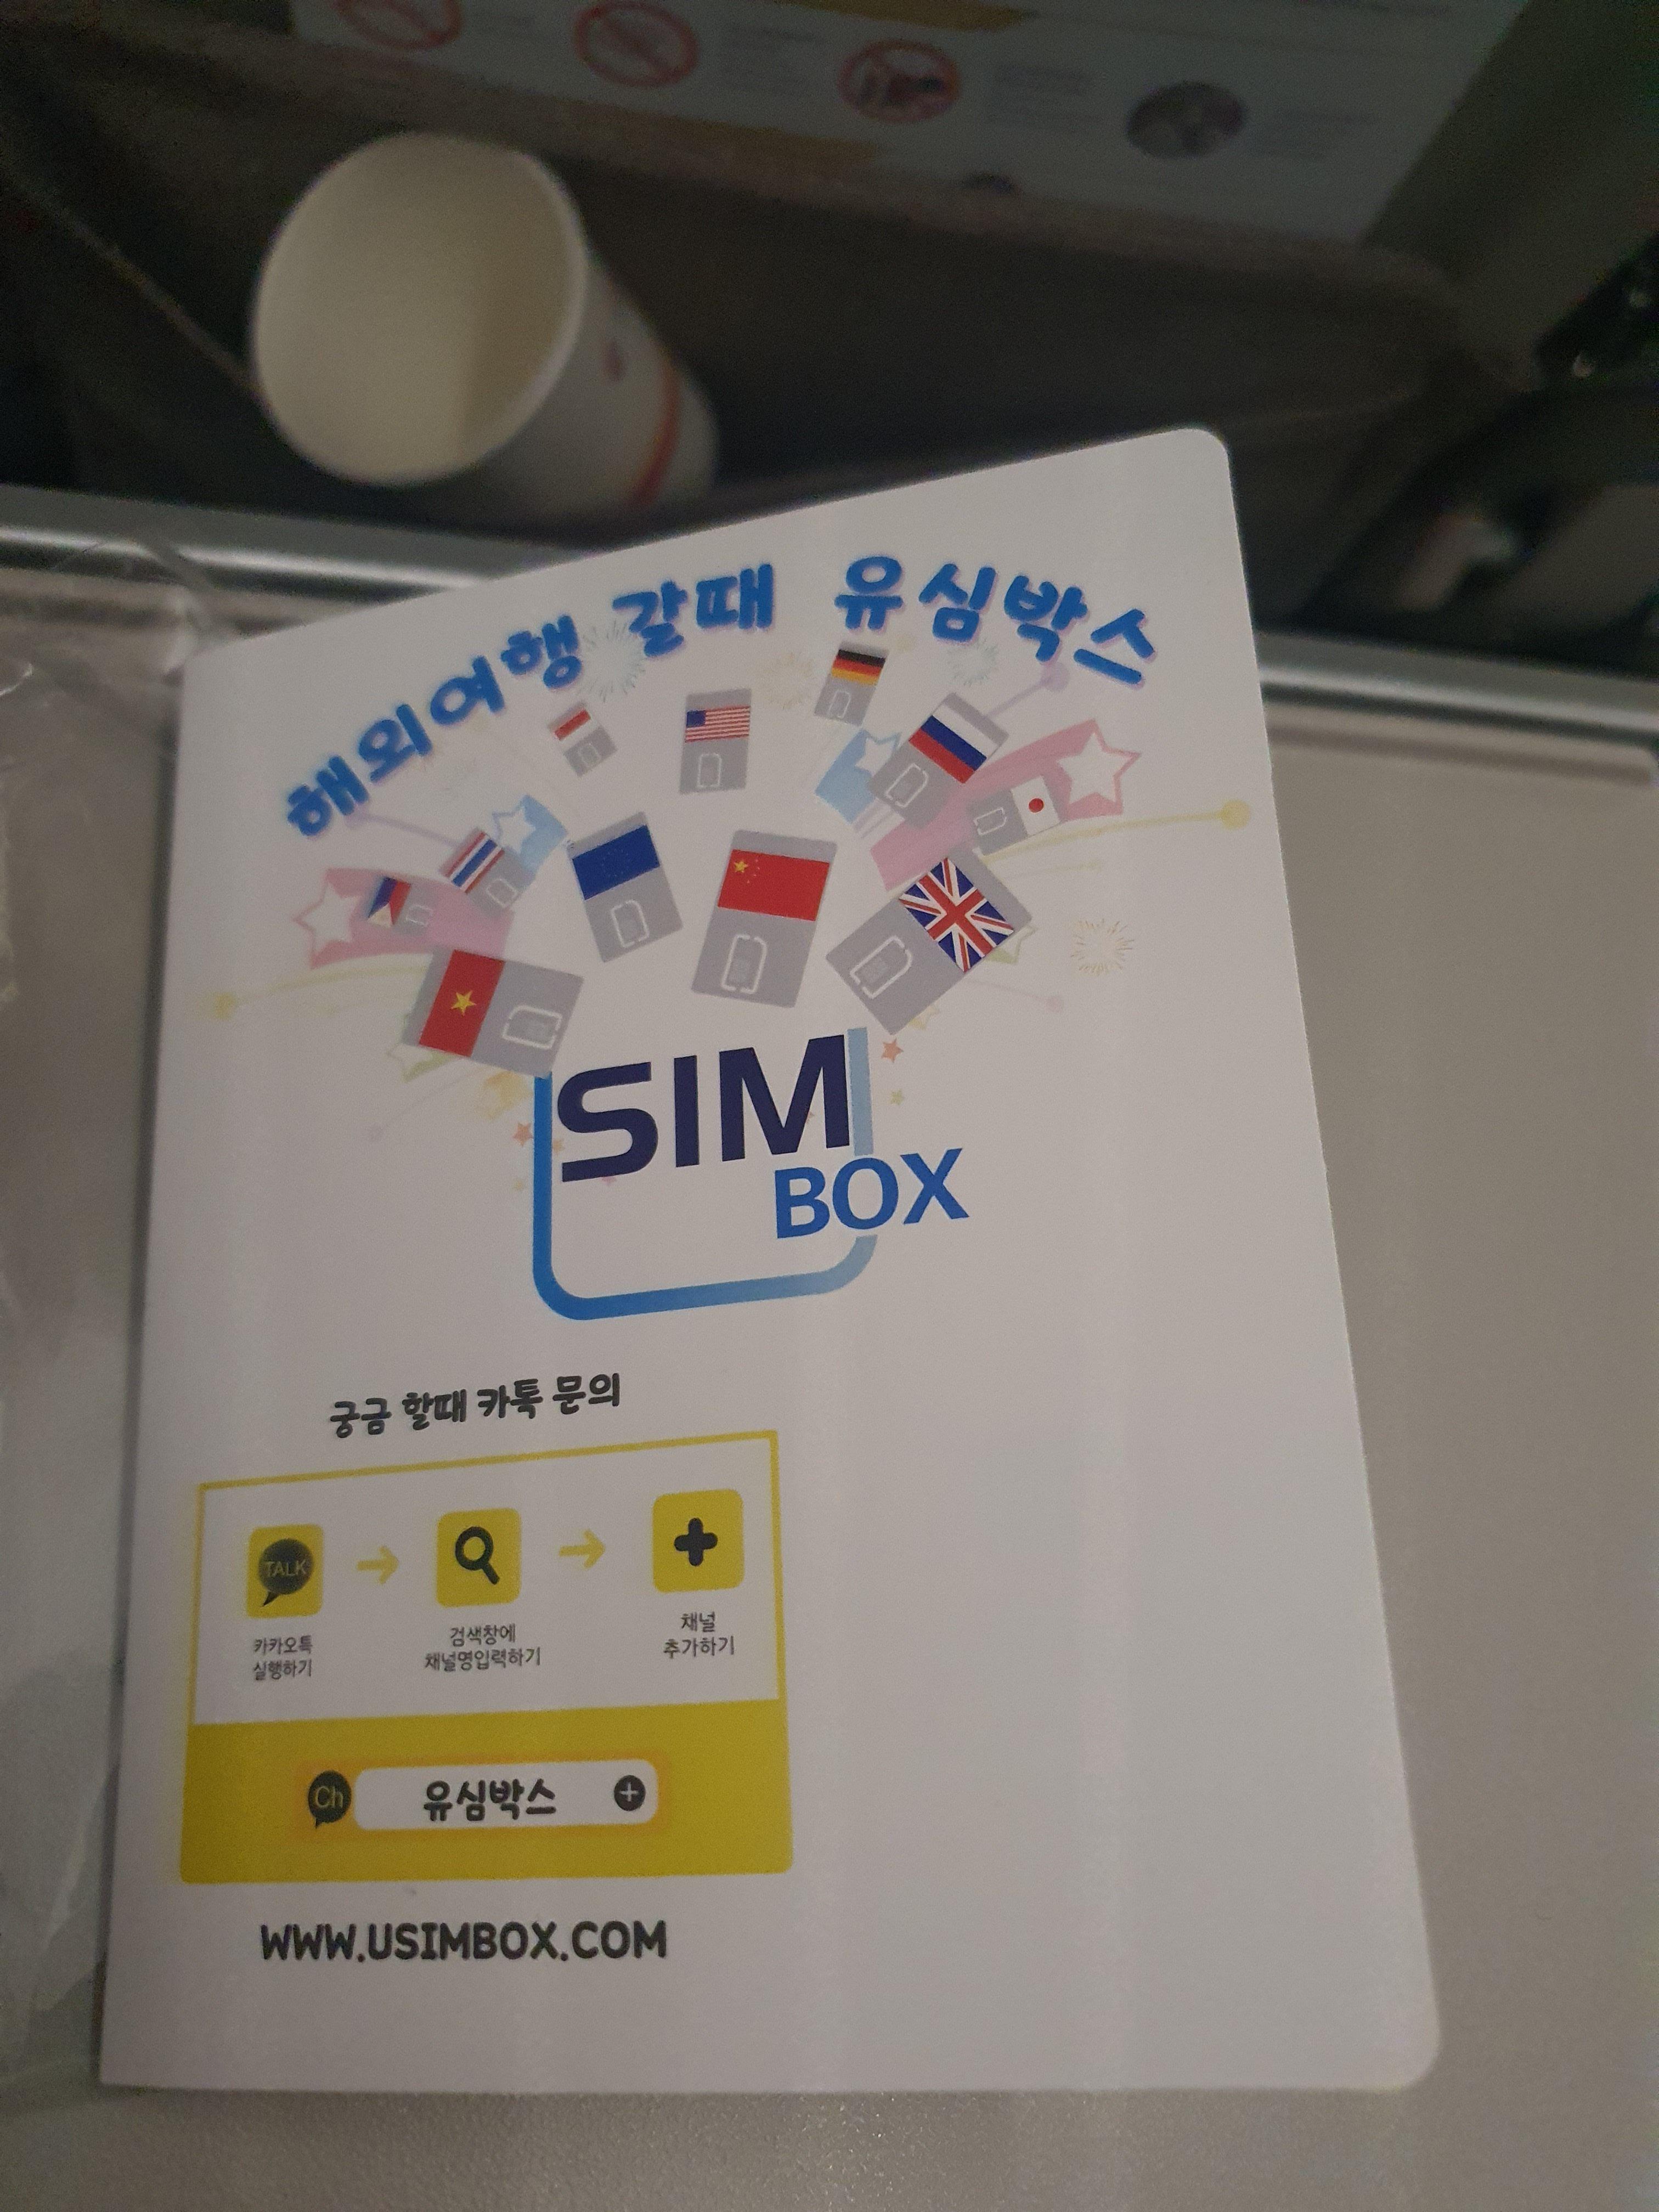 해외여행 갈때 유심박스
SIM
BOX
궁금 할때 카톡 문의
TALK
카카오톡
실행하기
검색창에
채널명입력하기
채널
추가하기
Ch 유심박스
WWW.USIMBOX.COM